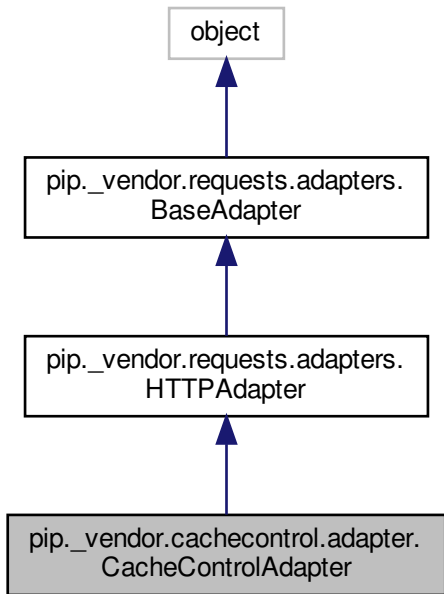 object
pip._vendor.requests.adapters.
BaseAdapter
pip._vendor.requests.adapters.
HTTPAdapter
pip._vendor.cachecontrol.adapter.
CacheControlAdapter